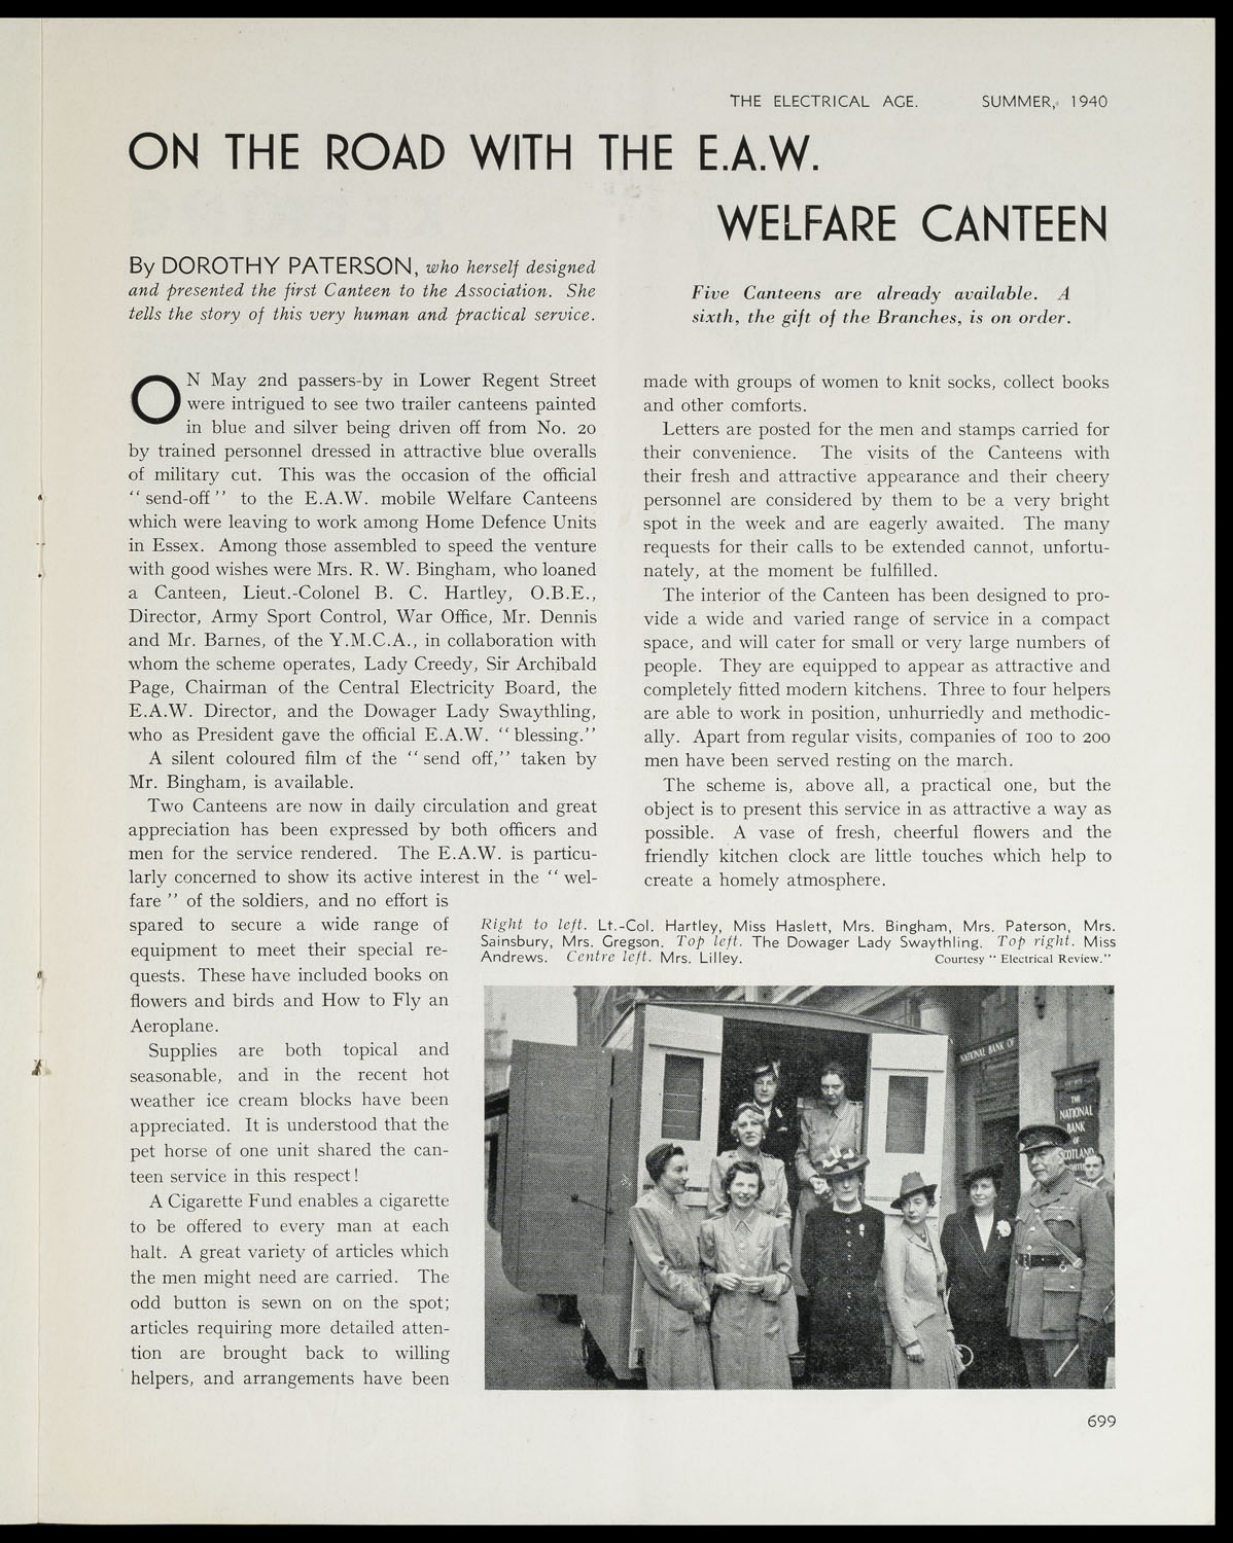 THE ELECTRICAL AGE. SUMMER, 1940
ON THE ROAD WITH THE E.A.W.
WELFARE CANTEEN
By DOROTHY PATERSON, who herself designed
and presented the first Canteen to the Association. She
tells the story of this very human and practical service.
Five Canteens are already available. A
sixth, the gift of the Branches, is on order.
ON May 2nd passers-by in Lower Regent Street
were intrigued to see two trailer canteens painted
in blue and silver being driven off from No. 20
by trained personnel dressed in attractive blue overalls
of military cut. This was the occasion of the official
“ send-off ” to the E.A.W. mobile Welfare Canteens
which were leaving to work among Home Defence Units
in Essex. Among those assembled to speed the venture
with good wishes were Mrs. R. W. Bingham, who loaned
a Canteen, Lieut.-Colonel B. C. Hartley, O.B.E.,
Director, Army Sport Control, War Office, Mr. Dennis
and Mr. Barnes, of the Y.M.C.A., in collaboration with
whom the scheme operates, Lady Creedy, Sir Archibald
Page, Chairman of the Central Electricity Board, the
E.A.W. Director, and the Dowager Lady Swaythling,
who as President gave the official E.A.W. “ blessing.”
A silent coloured film of the “ send off,” taken by
Mr. Bingham, is available.
Two Canteens are now in daily circulation and great
appreciation has been expressed by both officers and
men for the service rendered. The E.A.W. is particu-
larly concerned to show its active interest in the “ wel-
fare ” of the soldiers, and no effort is
spared to secure a wide range of
equipment to meet their special re-
quests. These have included books on
flowers and birds and How to Fly an
Aeroplane.
Supplies are both topical and
seasonable, and in the recent hot
weather ice cream blocks have been
appreciated. It is understood that the
pet horse of one unit shared the can-
teen service in this respect!
A Cigarette Fund enables a cigarette
to be offered to every man at each
halt. A great variety of articles which
the men might need are carried. The
odd button is sewn on on the spot;
articles requiring more detailed atten-
tion are brought back to willing
helpers, and arrangements have been
made with groups of women to knit socks, collect books
and other comforts.
Letters are posted for the men and stamps carried for
their convenience. The visits of the Canteens with
their fresh and attractive appearance and their cheery
personnel are considered by them to be a very bright
spot in the week and are eagerly awaited. The many
requests for their calls to be extended cannot, unfortu-
nately, at the moment be fulfilled.
The interior of the Canteen has been designed to pro-
vide a wide and varied range of service in a compact
space, and will cater for small or very large numbers of
people. They are equipped to appear as attractive and
completely fitted modern kitchens. Three to four helpers
are able to work in position, unhurriedly and methodic-
ally. Apart from regular visits, companies of 100 to 200
men have been served resting on the march.
The scheme is, above all, a practical one, but the
object is to present this service in as attractive a way as
possible. A vase of fresh, cheerful flowers and the
friendly kitchen clock are little touches which help to
create a homely atmosphere.
Right to left. Lt.-Col. Hartley, Miss Haslett, Mrs. Bingham, Mrs. Paterson, Mrs.
Sainsbury, Mrs. Gregson. Top left. The Dowager Lady Swaythling. Top right. Miss
Andrews. Centre left. Mrs. Lilley. Courtesy “ Electrical Review.”
NATIONAL BANK OF
THE
NATIONAL
BANK
OF
SCOTLAND
699